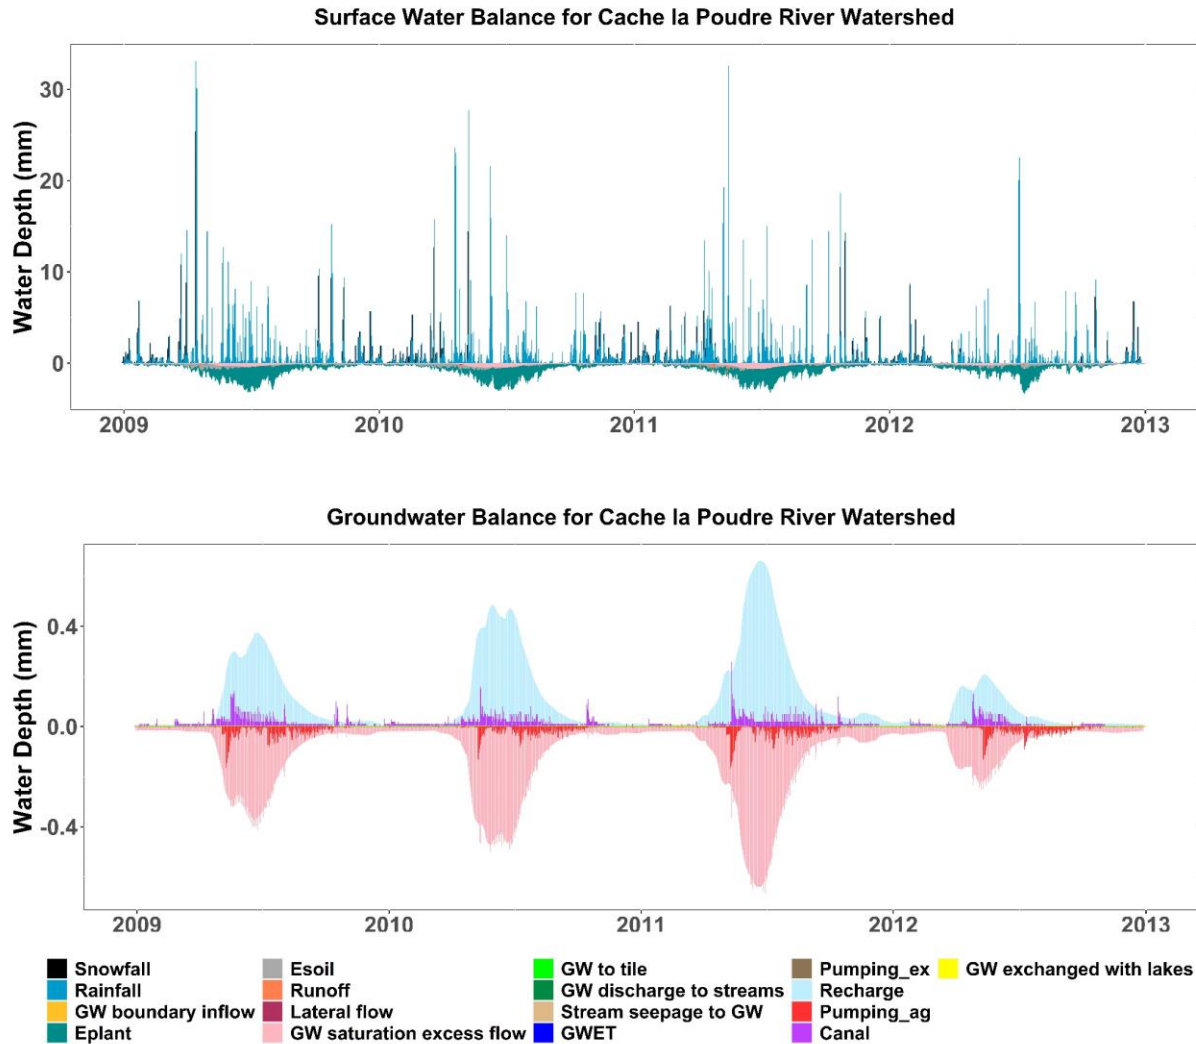 Surface Water Balance for Cache la Poudre River Watershed
Water Depth (mm)
30
20
10
0
2009 2010 2011 2012 2013
Groundwater Balance for Cache la Poudre River Watershed
Water Depth (mm)
0.4
0.0
-0.4
2009 2010 2011 2012 2013
Snowfall Esoil GW to tile Pumping_ex GW exchanged with lakes
Rainfall Runoff GW discharge to streams Recharge
GW boundary inflow Lateral flow Stream seepage to GW Pumping_ag
Eplant GW saturation excess flow GWET Canal